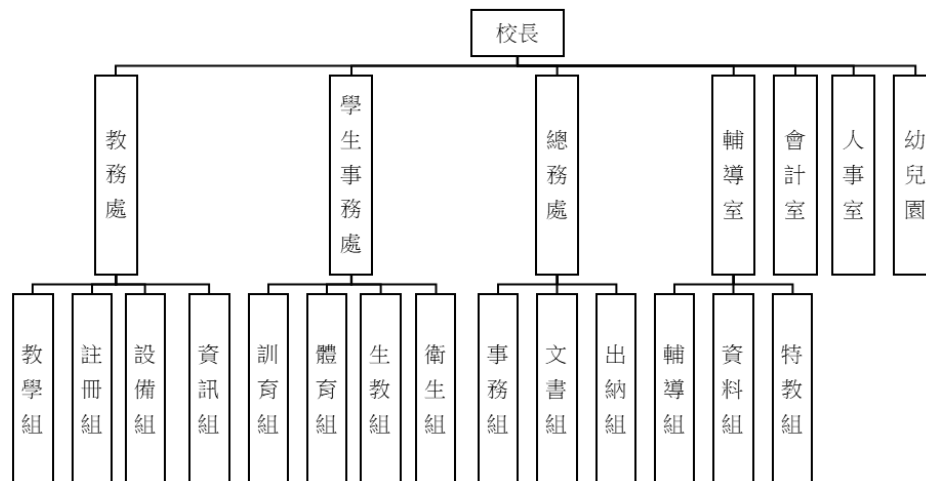 校長
教務處
學生事務處
總務處
輔導室
會計室
人事室
幼兒園
教學組
註冊組
設備組
資訊組
訓育組
體育組
生教組
衛生組
事務組
文書組
出納組
輔導組
資料組
特教組